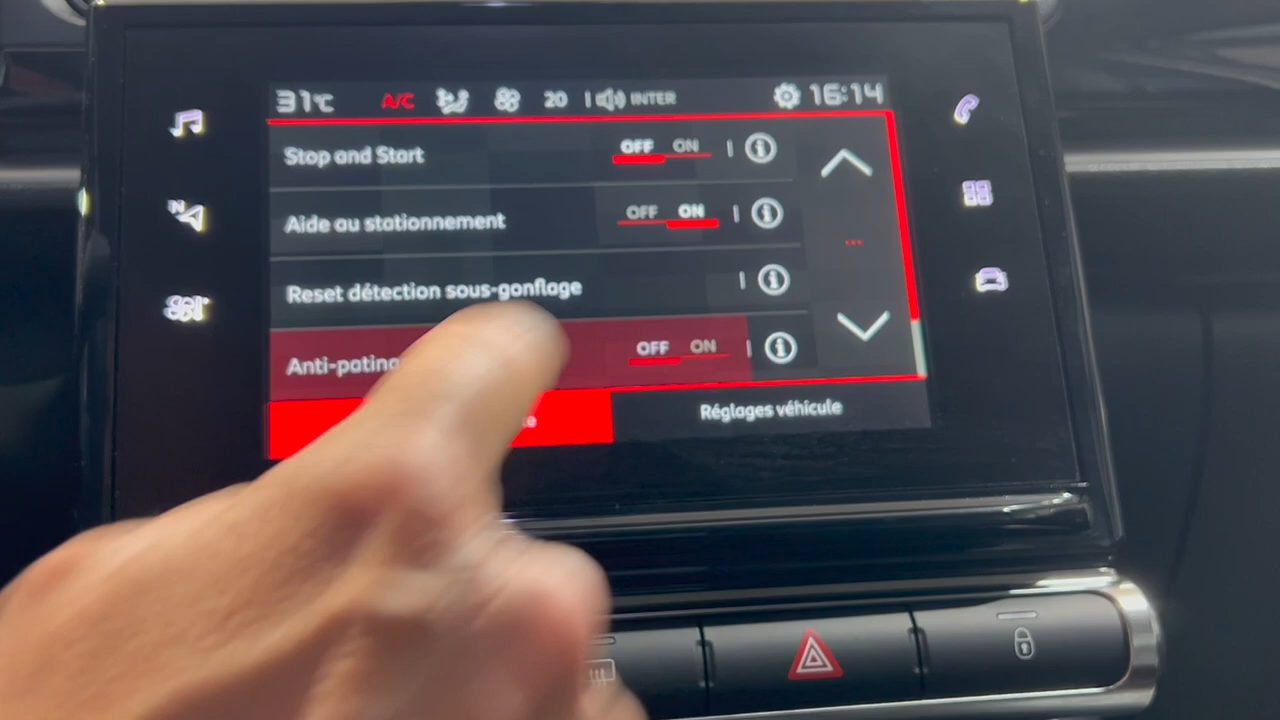 31°C A/C 20 INTER 16:14
Stop and Start OFF ON
Aide au stationnement OFF ON
Reset détection sous-gonflage
OFF ON
Réglages véhicule